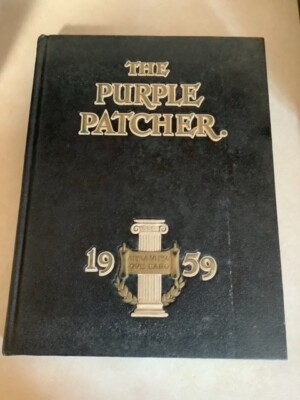 THE
PURPLE
PATCHER.
19 59